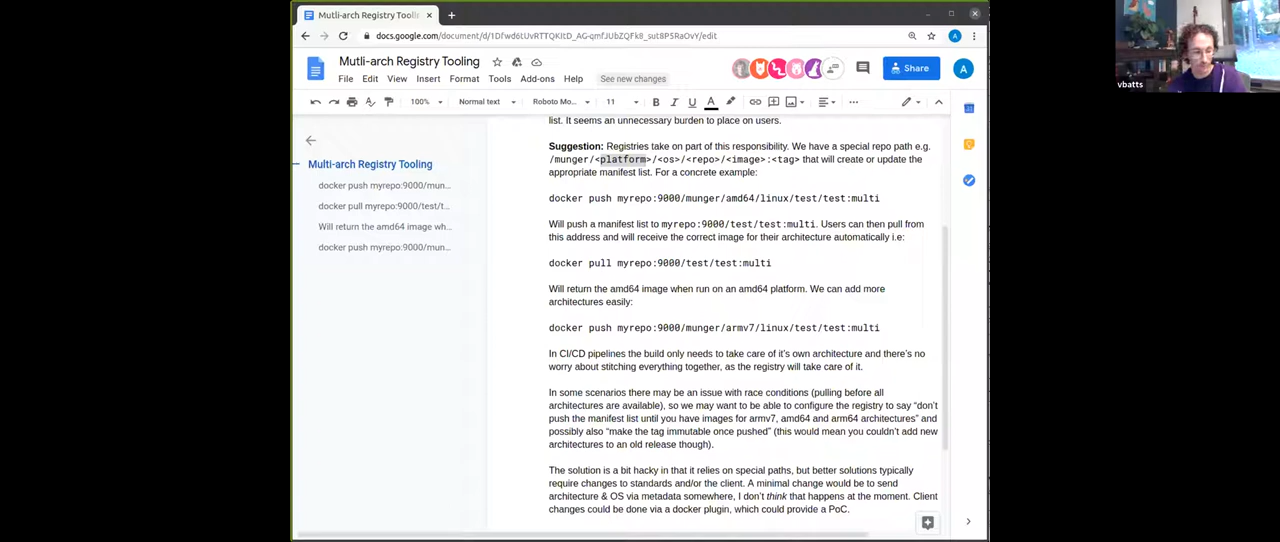 Mutli-arch Registry Toolin
docs.google.com/document/d/1Dfwd6tUvRTTQKItD_AG-qmfJUbZQFk8_sut8PSRaOvY/edit
Mutli-arch Registry Tooling
File Edit View Insert Format Tools Add-ons Help See new changes
Share
A
100% Normal text Roboto Mo... 11 B I U A
Multi-arch Registry Tooling
docker push myrepo:9000/mun...
docker pull myrepo:9000/test/t...
Will return the amd64 image wh...
docker push myrepo:9000/mun...
list. It seems an unnecessary burden to place on users.
Suggestion: Registries take on part of this responsibility. We have a special repo path e.g.
/munger/<platform>/<os>/<repo>/<image>:<tag> that will create or update the
appropriate manifest list. For a concrete example:
docker push myrepo:9000/munger/amd64/linux/test/test:multi
Will push a manifest list to myrepo:9000/test/test:multi. Users can then pull from
this address and will receive the correct image for their architecture automatically i.e:
docker pull myrepo:9000/test/test:multi
Will return the amd64 image when run on an amd64 platform. We can add more
architectures easily:
docker push myrepo:9000/munger/armv7/linux/test/test:multi
In CI/CD pipelines the build only needs to take care of it's own architecture and there's no
worry about stitching everything together, as the registry will take care of it.
In some scenarios there may be an issue with race conditions (pulling before all
architectures are available), so we may want to be able to configure the registry to say “don't
push the manifest list until you have images for armv7, amd64 and arm64 architectures” and
possibly also “make the tag immutable once pushed” (this would mean you couldn't add new
architectures to an old release though).
The solution is a bit hacky in that it relies on special paths, but better solutions typically
require changes to standards and/or the client. A minimal change would be to send
architecture & OS via metadata somewhere, I don't think that happens at the moment. Client
changes could be done via a docker plugin, which could provide a PoC.
vbatts